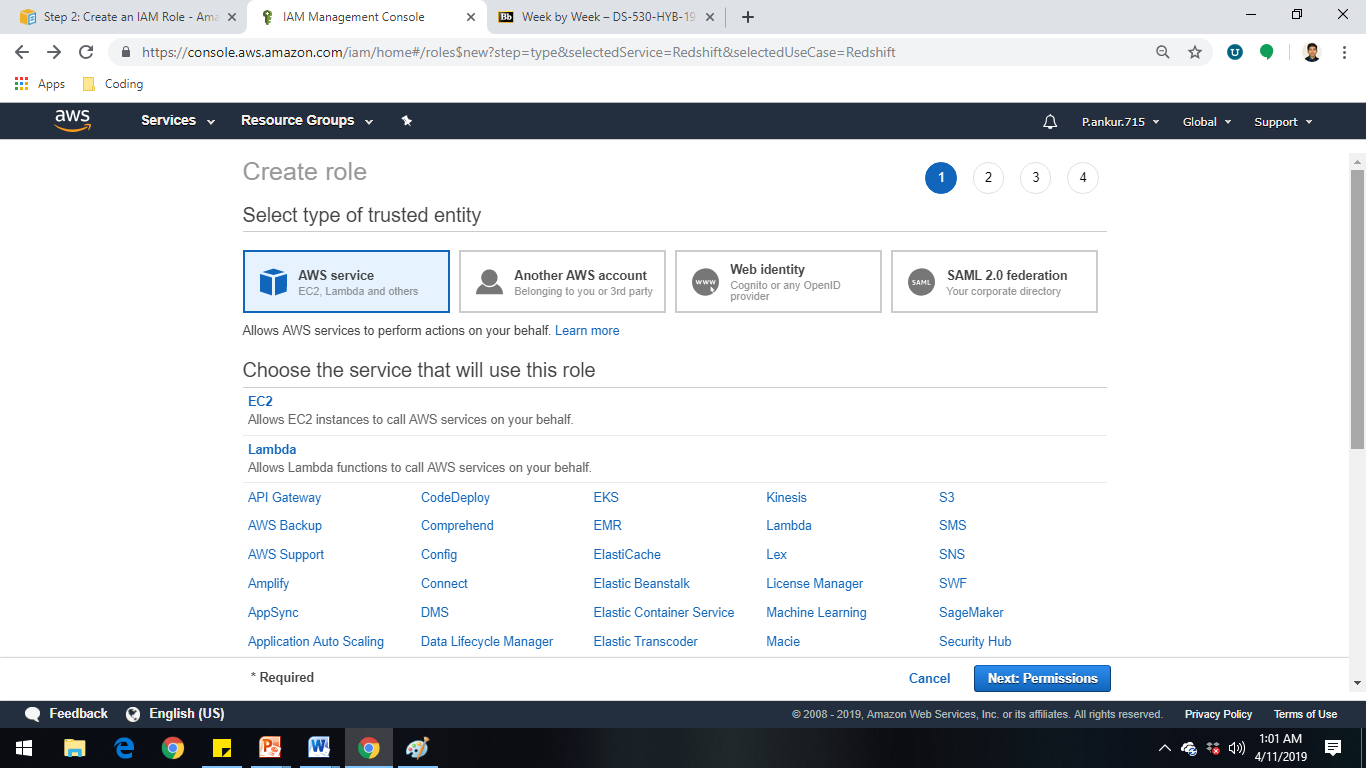 Step 2: Create an IAM Role - Ama
IAM Management Console
Bb Week by Week – DS-530-HYB-19
https://console.aws.amazon.com/iam/home#/roles$new?step=type&selectedService=Redshift&selectedUseCase=Redshift
Apps Coding
aws Services Resource Groups P.ankur.715 Global Support
Create role
1 2 3 4
Select type of trusted entity
AWS service
EC2, Lambda and others
Another AWS account
Belonging to you or 3rd party
www
Web identity
Cognito or any OpenID
provider
SAML
SAML 2.0 federation
Your corporate directory
Allows AWS services to perform actions on your behalf. Learn more
Choose the service that will use this role
EC2
Allows EC2 instances to call AWS services on your behalf.
Lambda
Allows Lambda functions to call AWS services on your behalf.
API Gateway CodeDeploy EKS Kinesis S3
AWS Backup Comprehend EMR Lambda SMS
AWS Support Config ElastiCache Lex SNS
Amplify Connect Elastic Beanstalk License Manager SWF
AppSync DMS Elastic Container Service Machine Learning SageMaker
Application Auto Scaling Data Lifecycle Manager Elastic Transcoder Macie Security Hub
* Required Cancel Next: Permissions
Feedback English (US) © 2008 - 2019, Amazon Web Services, Inc. or its affiliates. All rights reserved. Privacy Policy Terms of Use
1:01 AM
4/11/2019